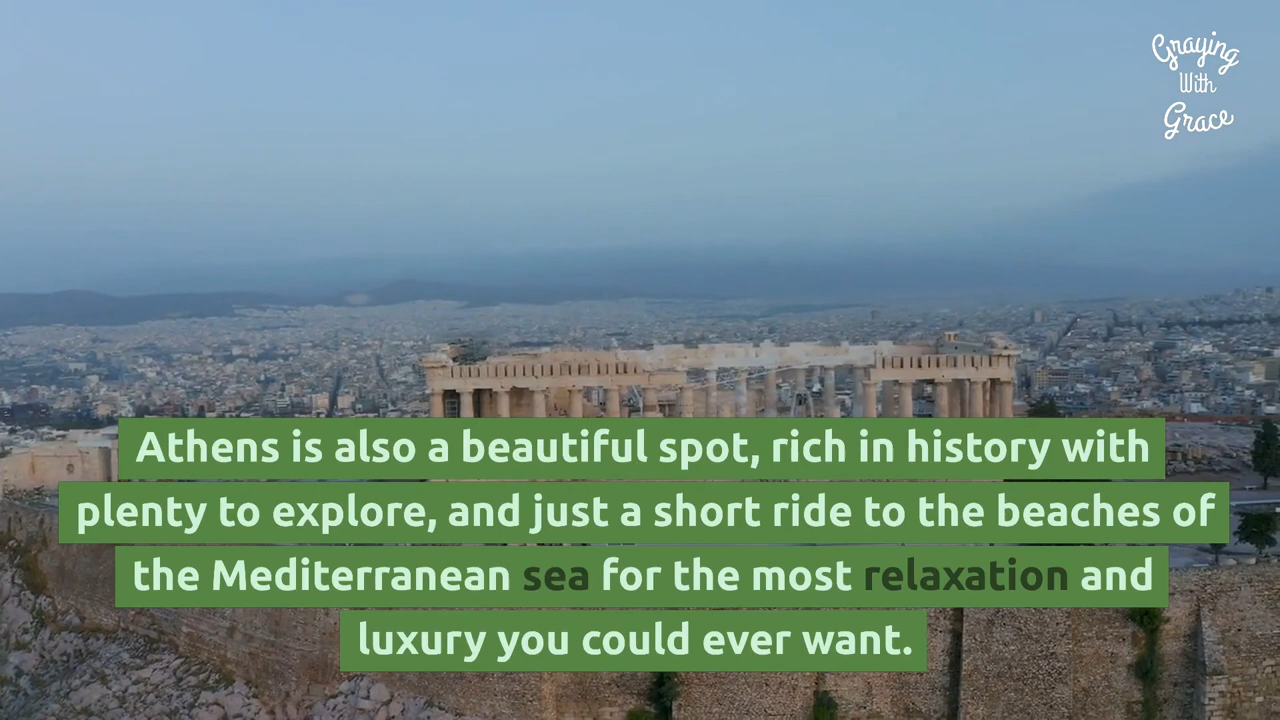 Graying
With
Grace
Athens is also a beautiful spot, rich in history with
plenty to explore, and just a short ride to the beaches of
the Mediterranean sea for the most relaxation and
luxury you could ever want.